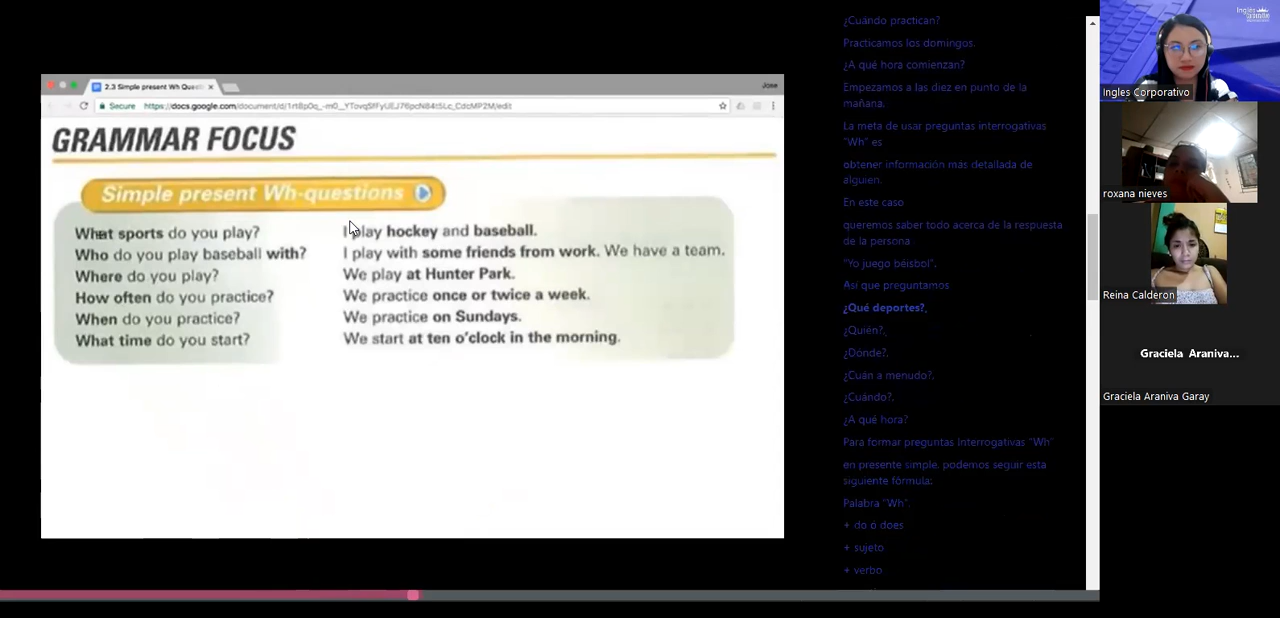 2.3 Simple present Wh Questi
Jose
Secure https://docs.google.com/document/d/
/edit
GRAMMAR FOCUS
Simple present Wh-questions
What sports do you play? I play hockey and baseball.
Who do you play baseball with? I play with some friends from work. We have a team.
Where do you play? We play at Hunter Park.
How often do you practice? We practice once or twice a week.
When do you practice? We practice on Sundays.
What time do you start? We start at ten o'clock in the morning.
¿Cuándo practican?
Practicamos los domingos.
¿A qué hora comienzan?
Empezamos a las diez en punto de la
mañana.
La meta de usar preguntas interrogativas
"Wh" es
obtener información más detallada de
alguien.
En este caso
queremos saber todo acerca de la respuesta
de la persona
"Yo juego béisbol".
Así que preguntamos
¿Qué deportes?,
¿Quién?,
¿Dónde?,
¿Cuán a menudo?,
¿Cuándo?,
¿A qué hora?
Para formar preguntas Interrogativas "Wh"
en presente simple, podemos seguir esta
siguiente fórmula:
Palabra "Wh".
+ do ó does
+ sujeto
+ verbo
Ingles
Ingles Corporativo
roxana nieves
Reina Calderon
Graciela Araniva...
Graciela Araniva Garay